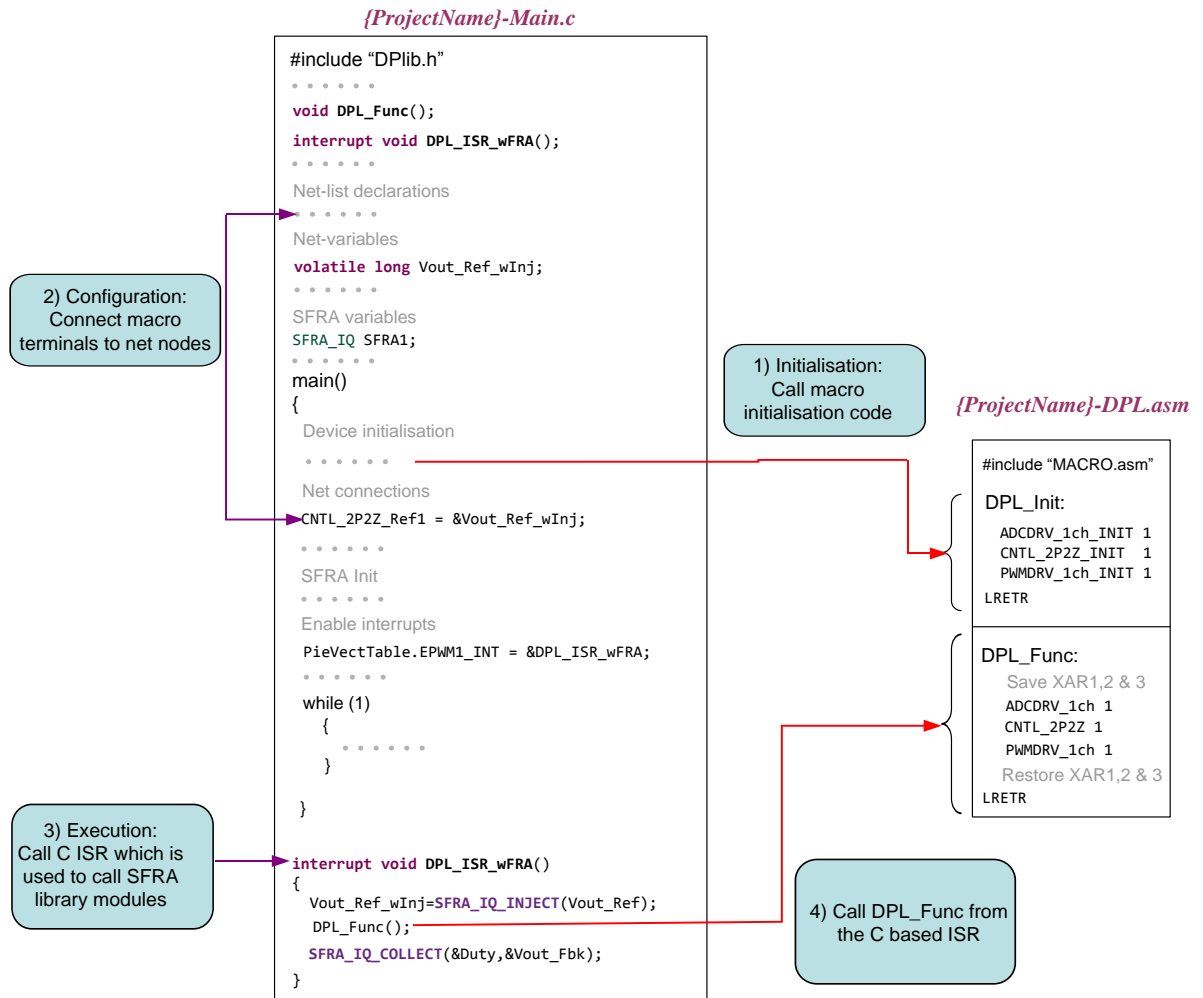 {ProjectName}-Main.c
#include “DPlib.h”
void DPL_Func();
interrupt void DPL_ISR_wFRA();
Net-list declarations
Net-variables
volatile long Vout_Ref_wInj;
SFRA variables
SFRA_IQ SFRA1;
main()
{
Device initialisation
Net connections
CNTL_2P2Z_Ref1 = &Vout_Ref_wInj;
SFRA Init
Enable interrupts
PieVectTable.EPWM1_INT = &DPL_ISR_wFRA;
while (1)
{
}
}
interrupt void DPL_ISR_wFRA()
{
Vout_Ref_wInj=SFRA_IQ_INJECT(Vout_Ref);
DPL_Func();
SFRA_IQ_COLLECT(&Duty,&Vout_Fbk);
}
2) Configuration:
Connect macro
terminals to net nodes
3) Execution:
Call C ISR which is
used to call SFRA
library modules
1) Initialisation:
Call macro
initialisation code
4) Call DPL_Func from
the C based ISR
{ProjectName}-DPL.asm
#include “MACRO.asm”
DPL_Init:
ADCDRV_1ch_INIT 1
CNTL_2P2Z_INIT 1
PWMDRV_1ch_INIT 1
LRETR
DPL_Func:
Save XAR1,2 & 3
ADCDRV_1ch 1
CNTL_2P2Z 1
PWMDRV_1ch 1
Restore XAR1,2 & 3
LRETR